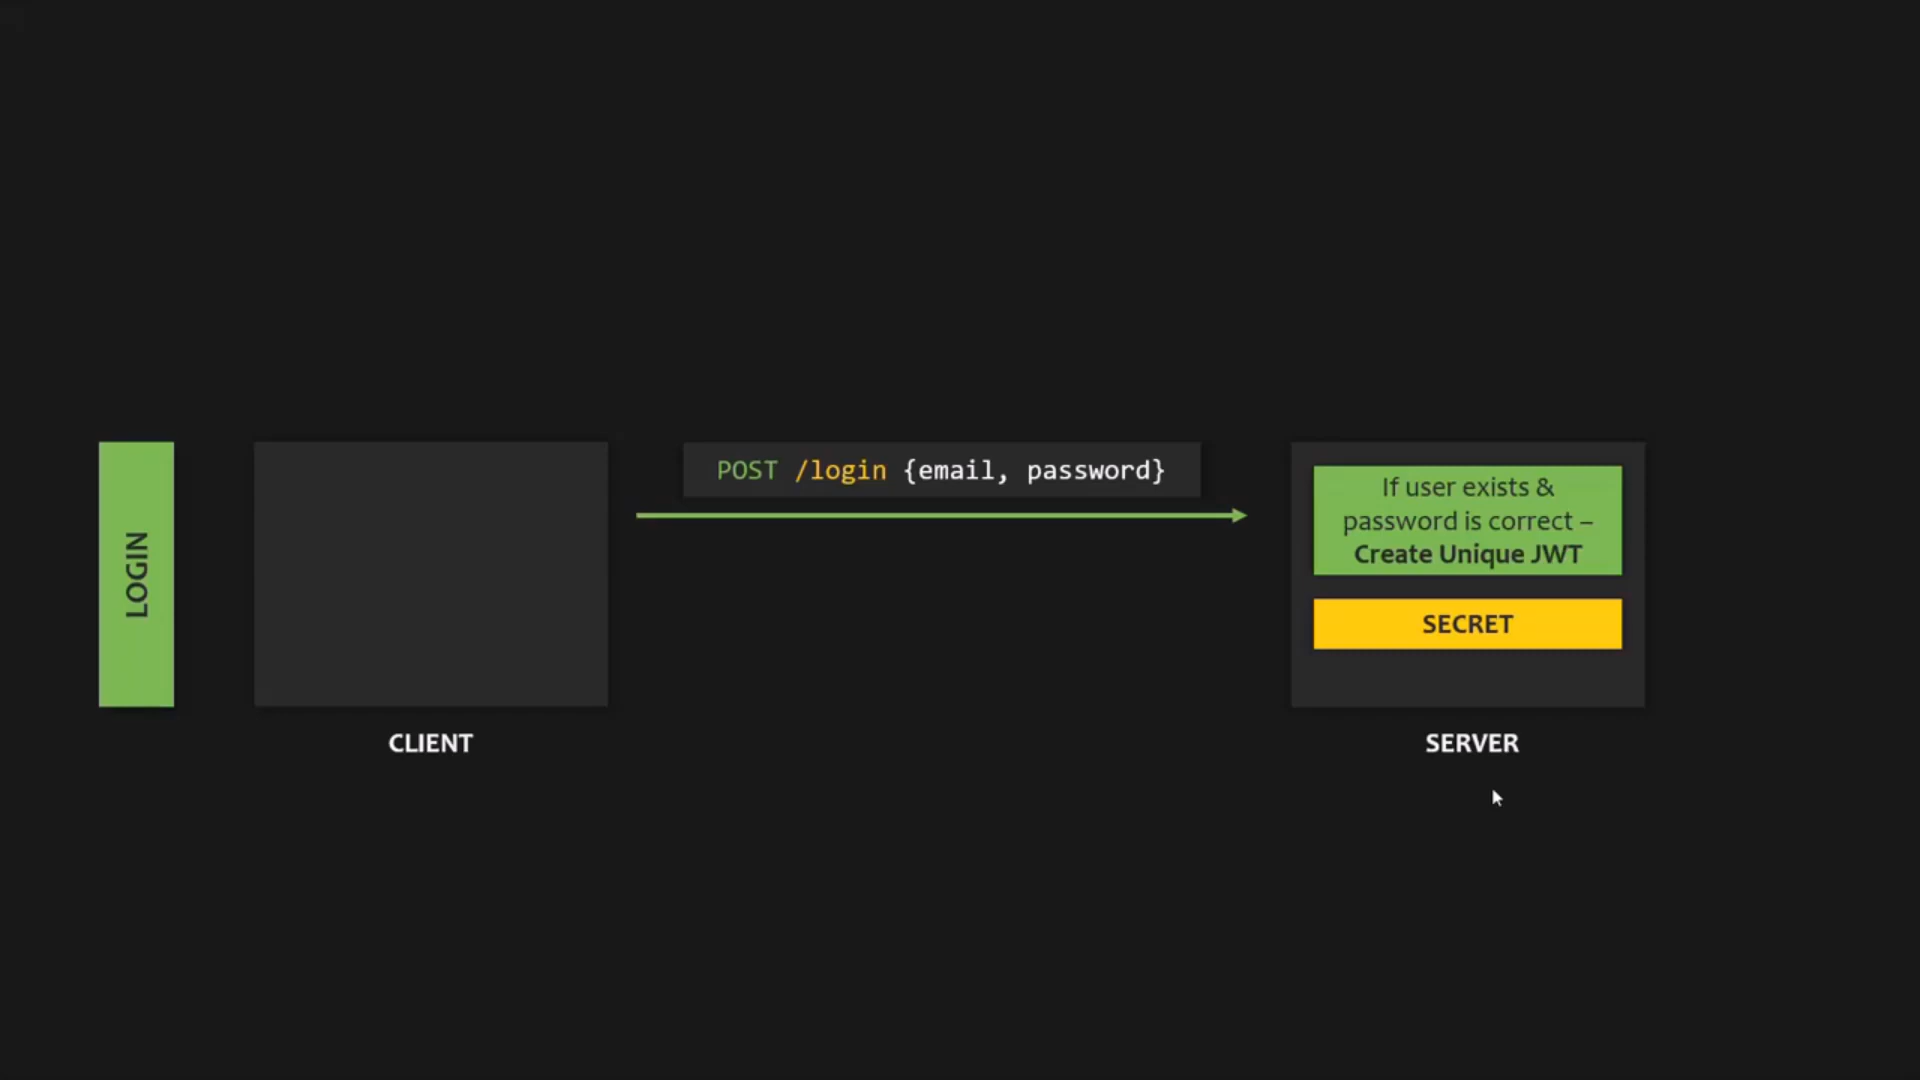 LOGIN
POST /login {email, password}
If user exists &
password is correct –
Create Unique JWT
SECRET
CLIENT
SERVER